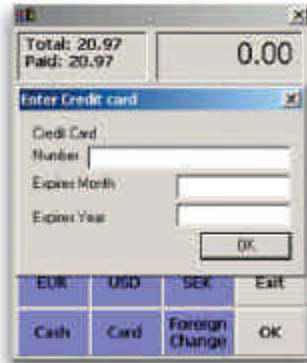 Total: 20.97
Paid: 20.97
0.00
Enter Credit card
Credit Card
Number
Expires Month
Expires Year
OK
EUR USD SEK Exit
Cash Card Foreign Change OK